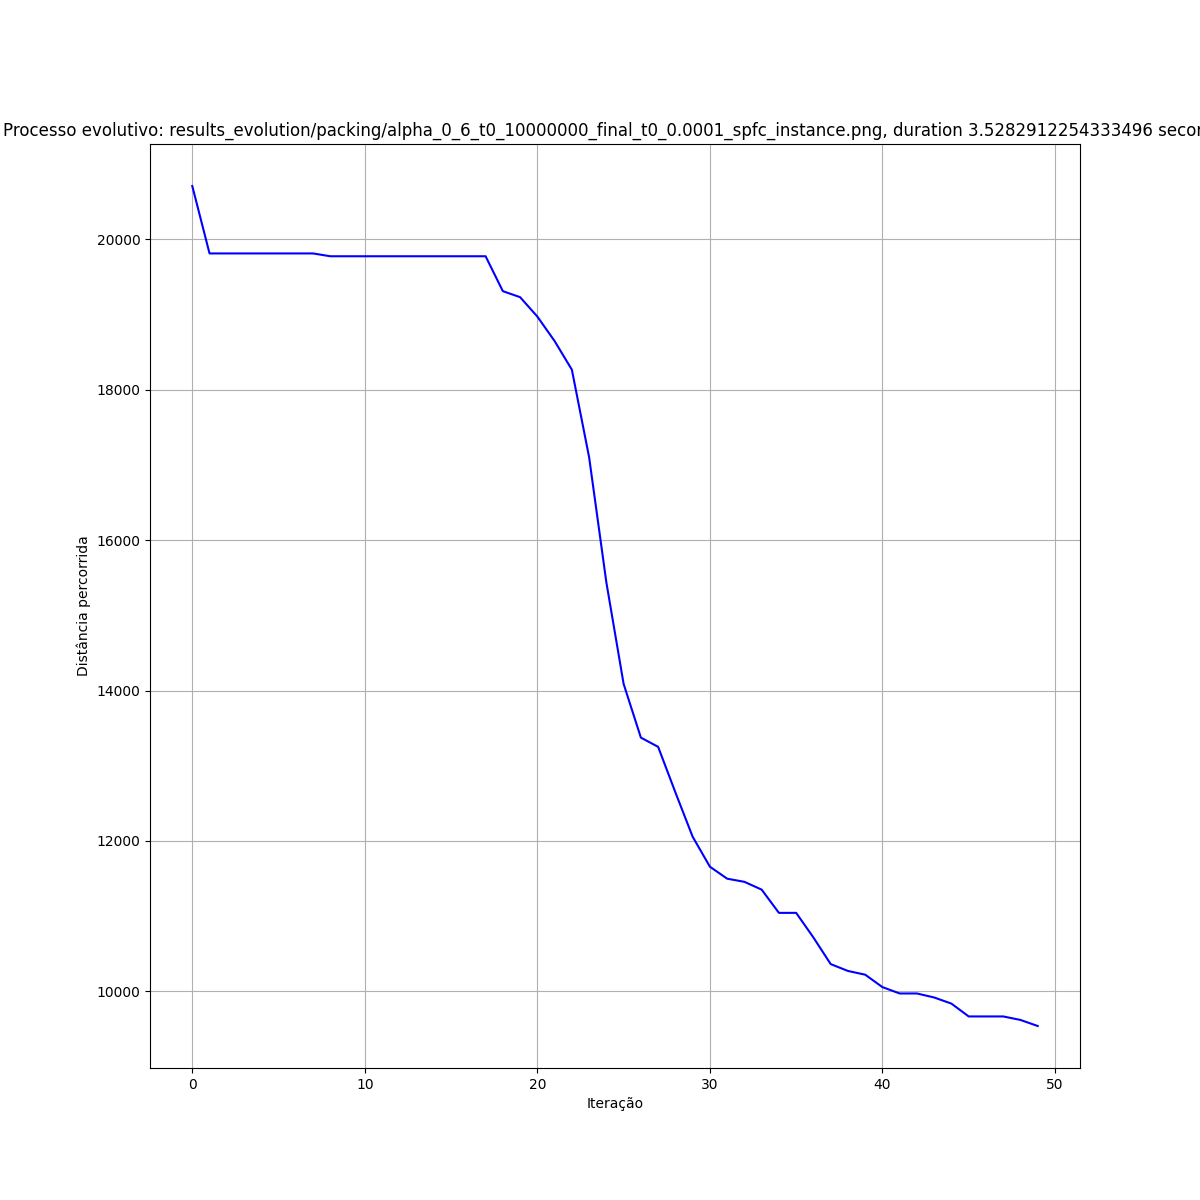 Processo evolutivo: results_evolution/packing/alpha_0_6_t0_10000000_final_t0_0.0001_spfc_instance.png, duration 3.5282912254333496
20000
18000
16000
14000
12000
10000
Distância percorrida
0 10 20 30 40 50
Iteração